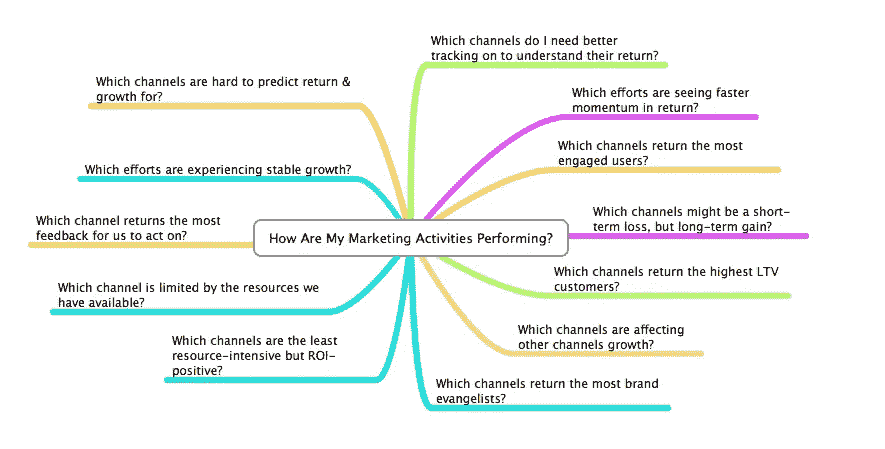 How Are My Marketing Activities Performing?
Which channels do I need better
tracking on to understand their return?
Which efforts are seeing faster
momentum in return?
Which channels return the most
engaged users?
Which channels might be a short-
term loss, but long-term gain?
Which channels return the highest LTV
customers?
Which channels are affecting
other channels growth?
Which channels return the most brand
evangelists?
Which channels are the least
resource-intensive but ROI-
positive?
Which channel is limited by the resources we
have available?
Which channel returns the most
feedback for us to act on?
Which efforts are experiencing stable growth?
Which channels are hard to predict return &
growth for?